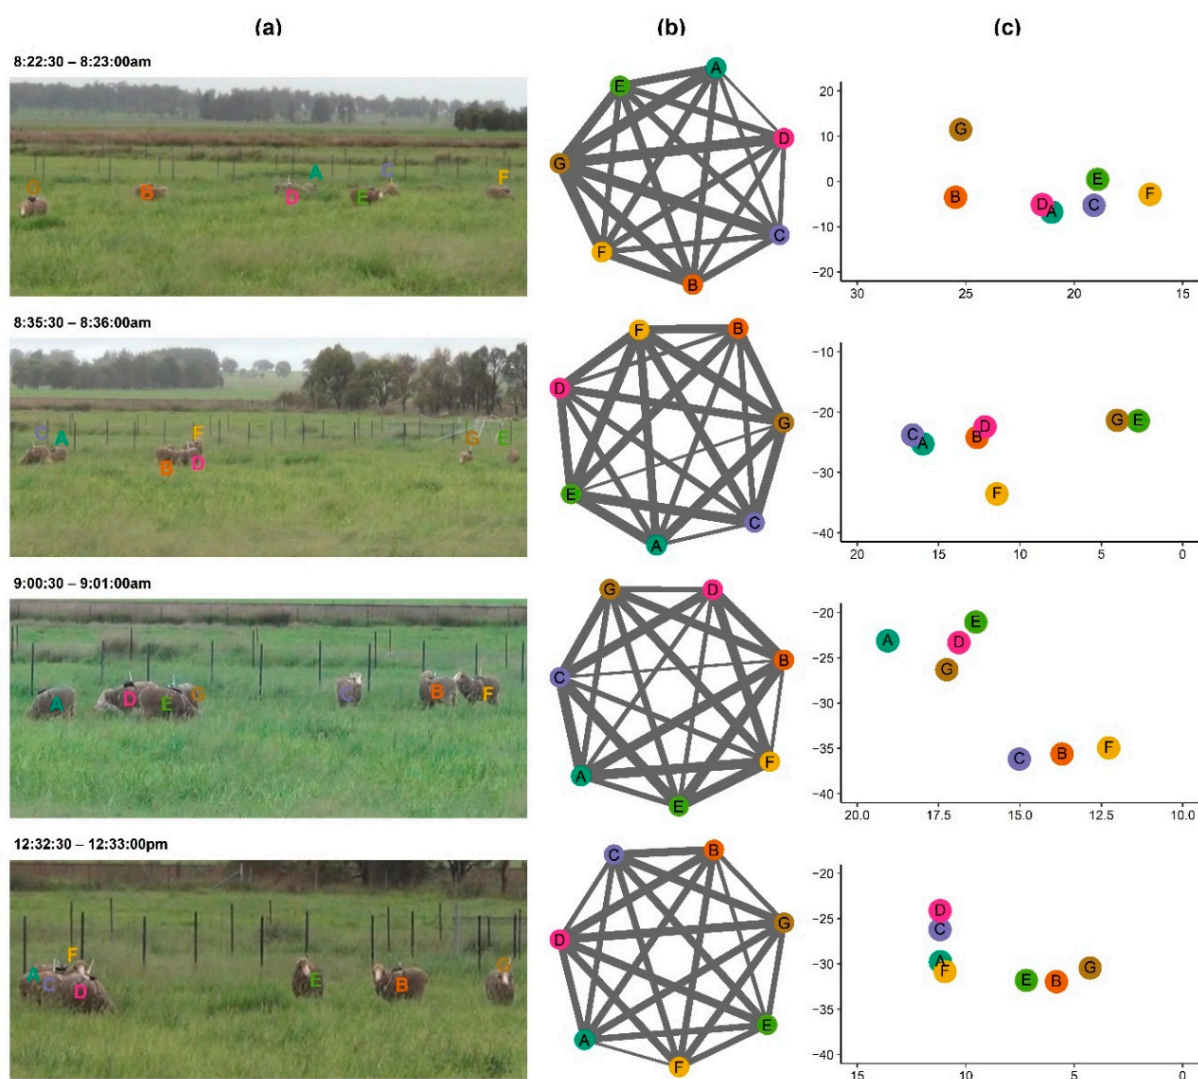 (a) (b) (c)
8:22:30 – 8:23:00am
G B A D E C F
E A D C B F G
20
10
0
−10
−20
G B D A E C F
30 25 20 15
8:35:30 – 8:36:00am
C A B F D G E
F B G C A E D
−10
−20
−30
−40
C A B D F G E
20 15 10 5 0
9:00:30 – 9:01:00am
A D E G C B F
G D B F E A C
−20
−25
−30
−35
−40
A E D G C B F
20.0 17.5 15.0 12.5 10.0
12:32:30 – 12:33:00pm
A F C D E B G
C B G E F A D
−20
−25
−30
−35
−40
D C A F E B G
15 10 5 0